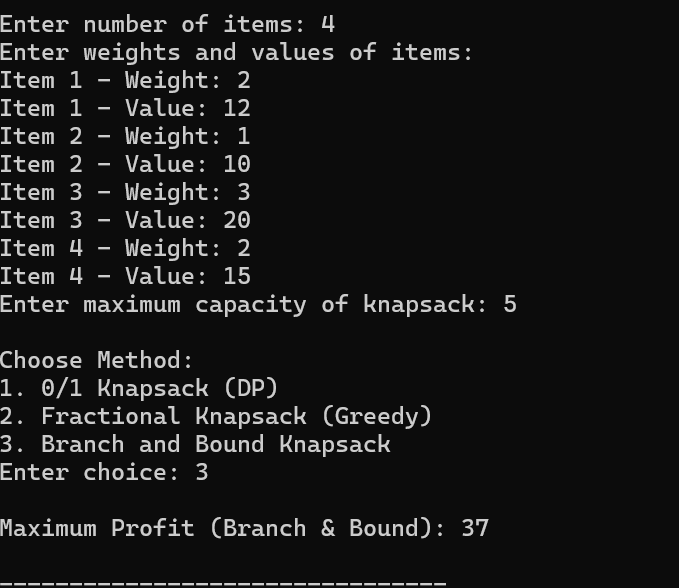 Enter number of items: 4
Enter weights and values of items:
Item 1 - Weight: 2
Item 1 - Value: 12
Item 2 - Weight: 1
Item 2 - Value: 10
Item 3 - Weight: 3
Item 3 - Value: 20
Item 4 - Weight: 2
Item 4 - Value: 15
Enter maximum capacity of knapsack: 5

Choose Method:
1. 0/1 Knapsack (DP)
2. Fractional Knapsack (Greedy)
3. Branch and Bound Knapsack
Enter choice: 3

Maximum Profit (Branch & Bound): 37

--------------------------------